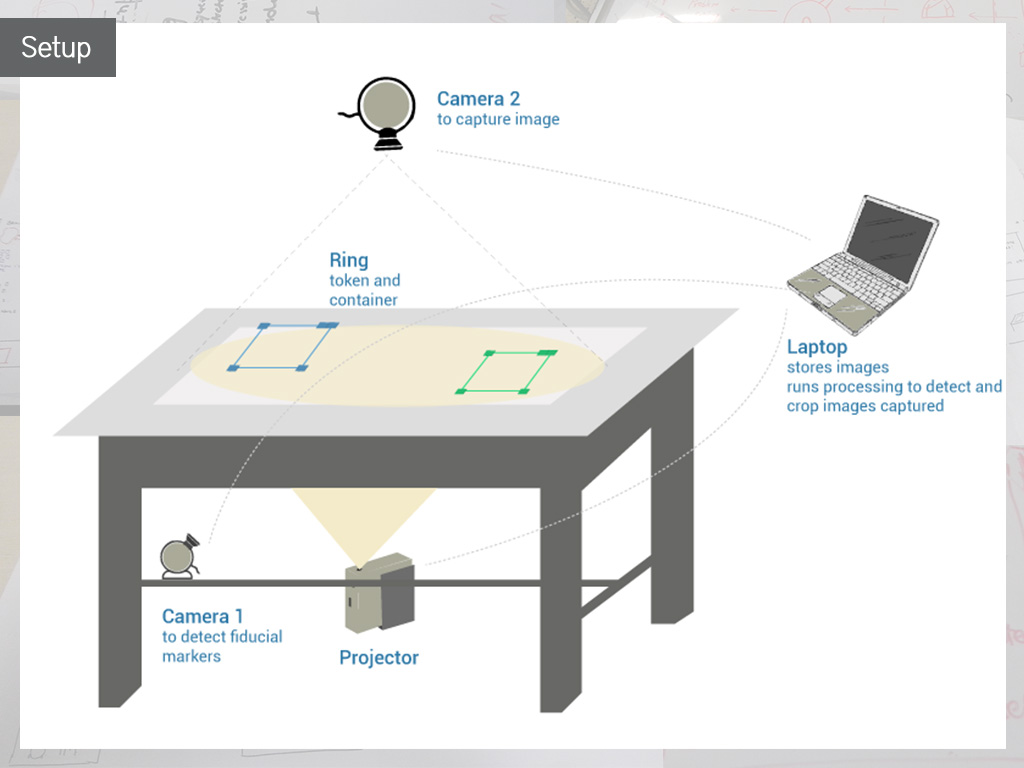 Setup
Camera 2
to capture image
Ring
token and
container
Laptop
stores images
runs processing to detect and
crop images captured
Camera 1
to detect fiducial
markers
Projector